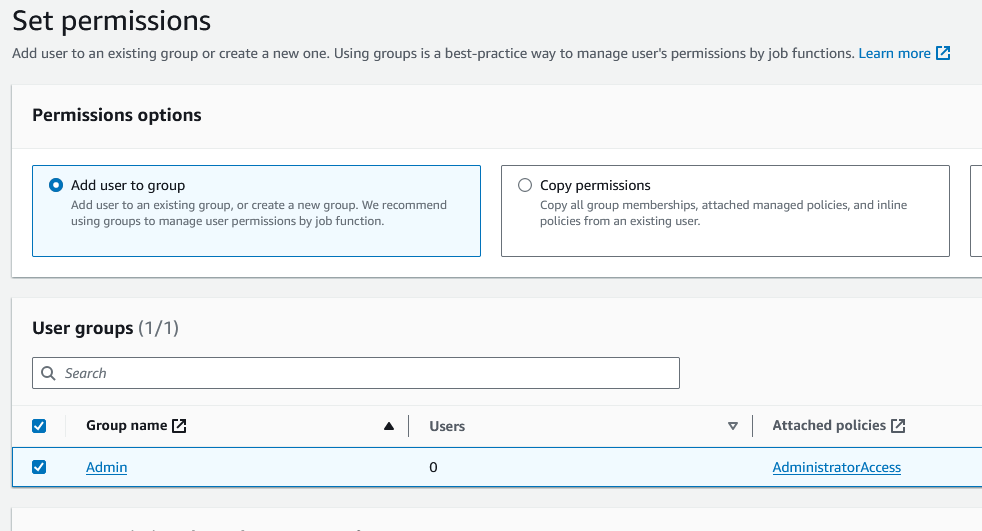 Set permissions
Add user to an existing group or create a new one. Using groups is a best-practice way to manage user's permissions by job functions. Learn more
Permissions options
Add user to group
Add user to an existing group, or create a new group. We recommend
using groups to manage user permissions by job function.
Copy permissions
Copy all group memberships, attached managed policies, and inline
policies from an existing user.
User groups (1/1)
Search
Group name Users Attached policies
Admin 0 AdministratorAccess